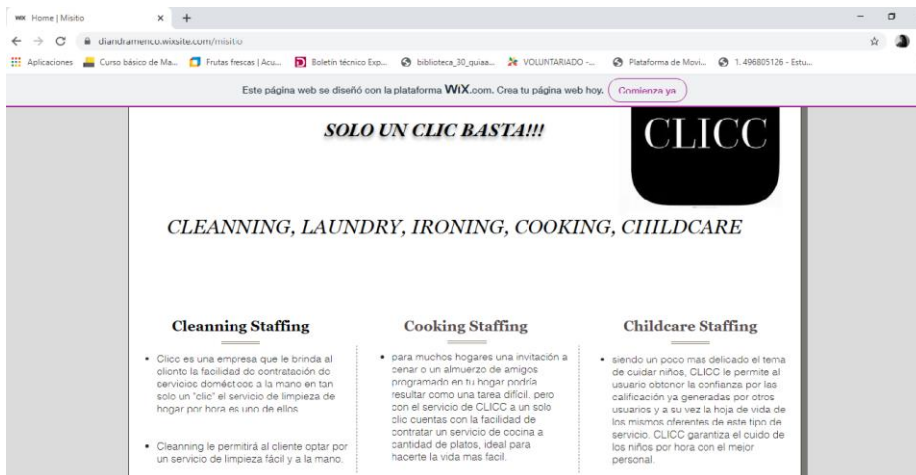 WIX Home | Misitio
diandramenco.wixsite.com/misitio
Aplicaciones Curso básico de Ma... Frutas frescas | Acu... Boletín técnico Exp... biblioteca_30_quiaa... VOLUNTARIADO -... Plataforma de Movi... 1. 496805126 - Estu...
Este página web se diseñó con la plataforma WiX.com. Crea tu página web hoy. Comienza ya
SOLO UN CLIC BASTA!!!
CLICC
CLEANNING, LAUNDRY, IRONING, COOKING, CHILDCARE
Cleanning Staffing
• Clicc es una empresa que le brinda al
cliente la facilidad de contratación de
servicios domésticos a la mano en tan
solo un "clic" el servicio de limpieza de
hogar por hora es uno de ellos
• Cleanning le permitirá al cliente optar por
un servicio de limpieza fácil y a la mano.
Cooking Staffing
• para muchos hogares una invitación a
cenar o un almuerzo de amigos
programado en tu hogar podría
resultar como una tarea difícil. pero
con el servicio de CLICC a un solo
clic cuentas con la facilidad de
contratar un servicio de cocina a
cantidad de platos, ideal para
hacerte la vida mas facil.
Childcare Staffing
• siendo un poco mas delicado el tema
de cuidar niños, CLICC le permite al
usuario obtener la confianza por las
calificación ya generadas por otros
usuarios y a su vez la hoja de vida de
los mismos oferentes de este tipo de
servicio. CLICC garantiza el cuido de
los niños por hora con el mejor
personal.